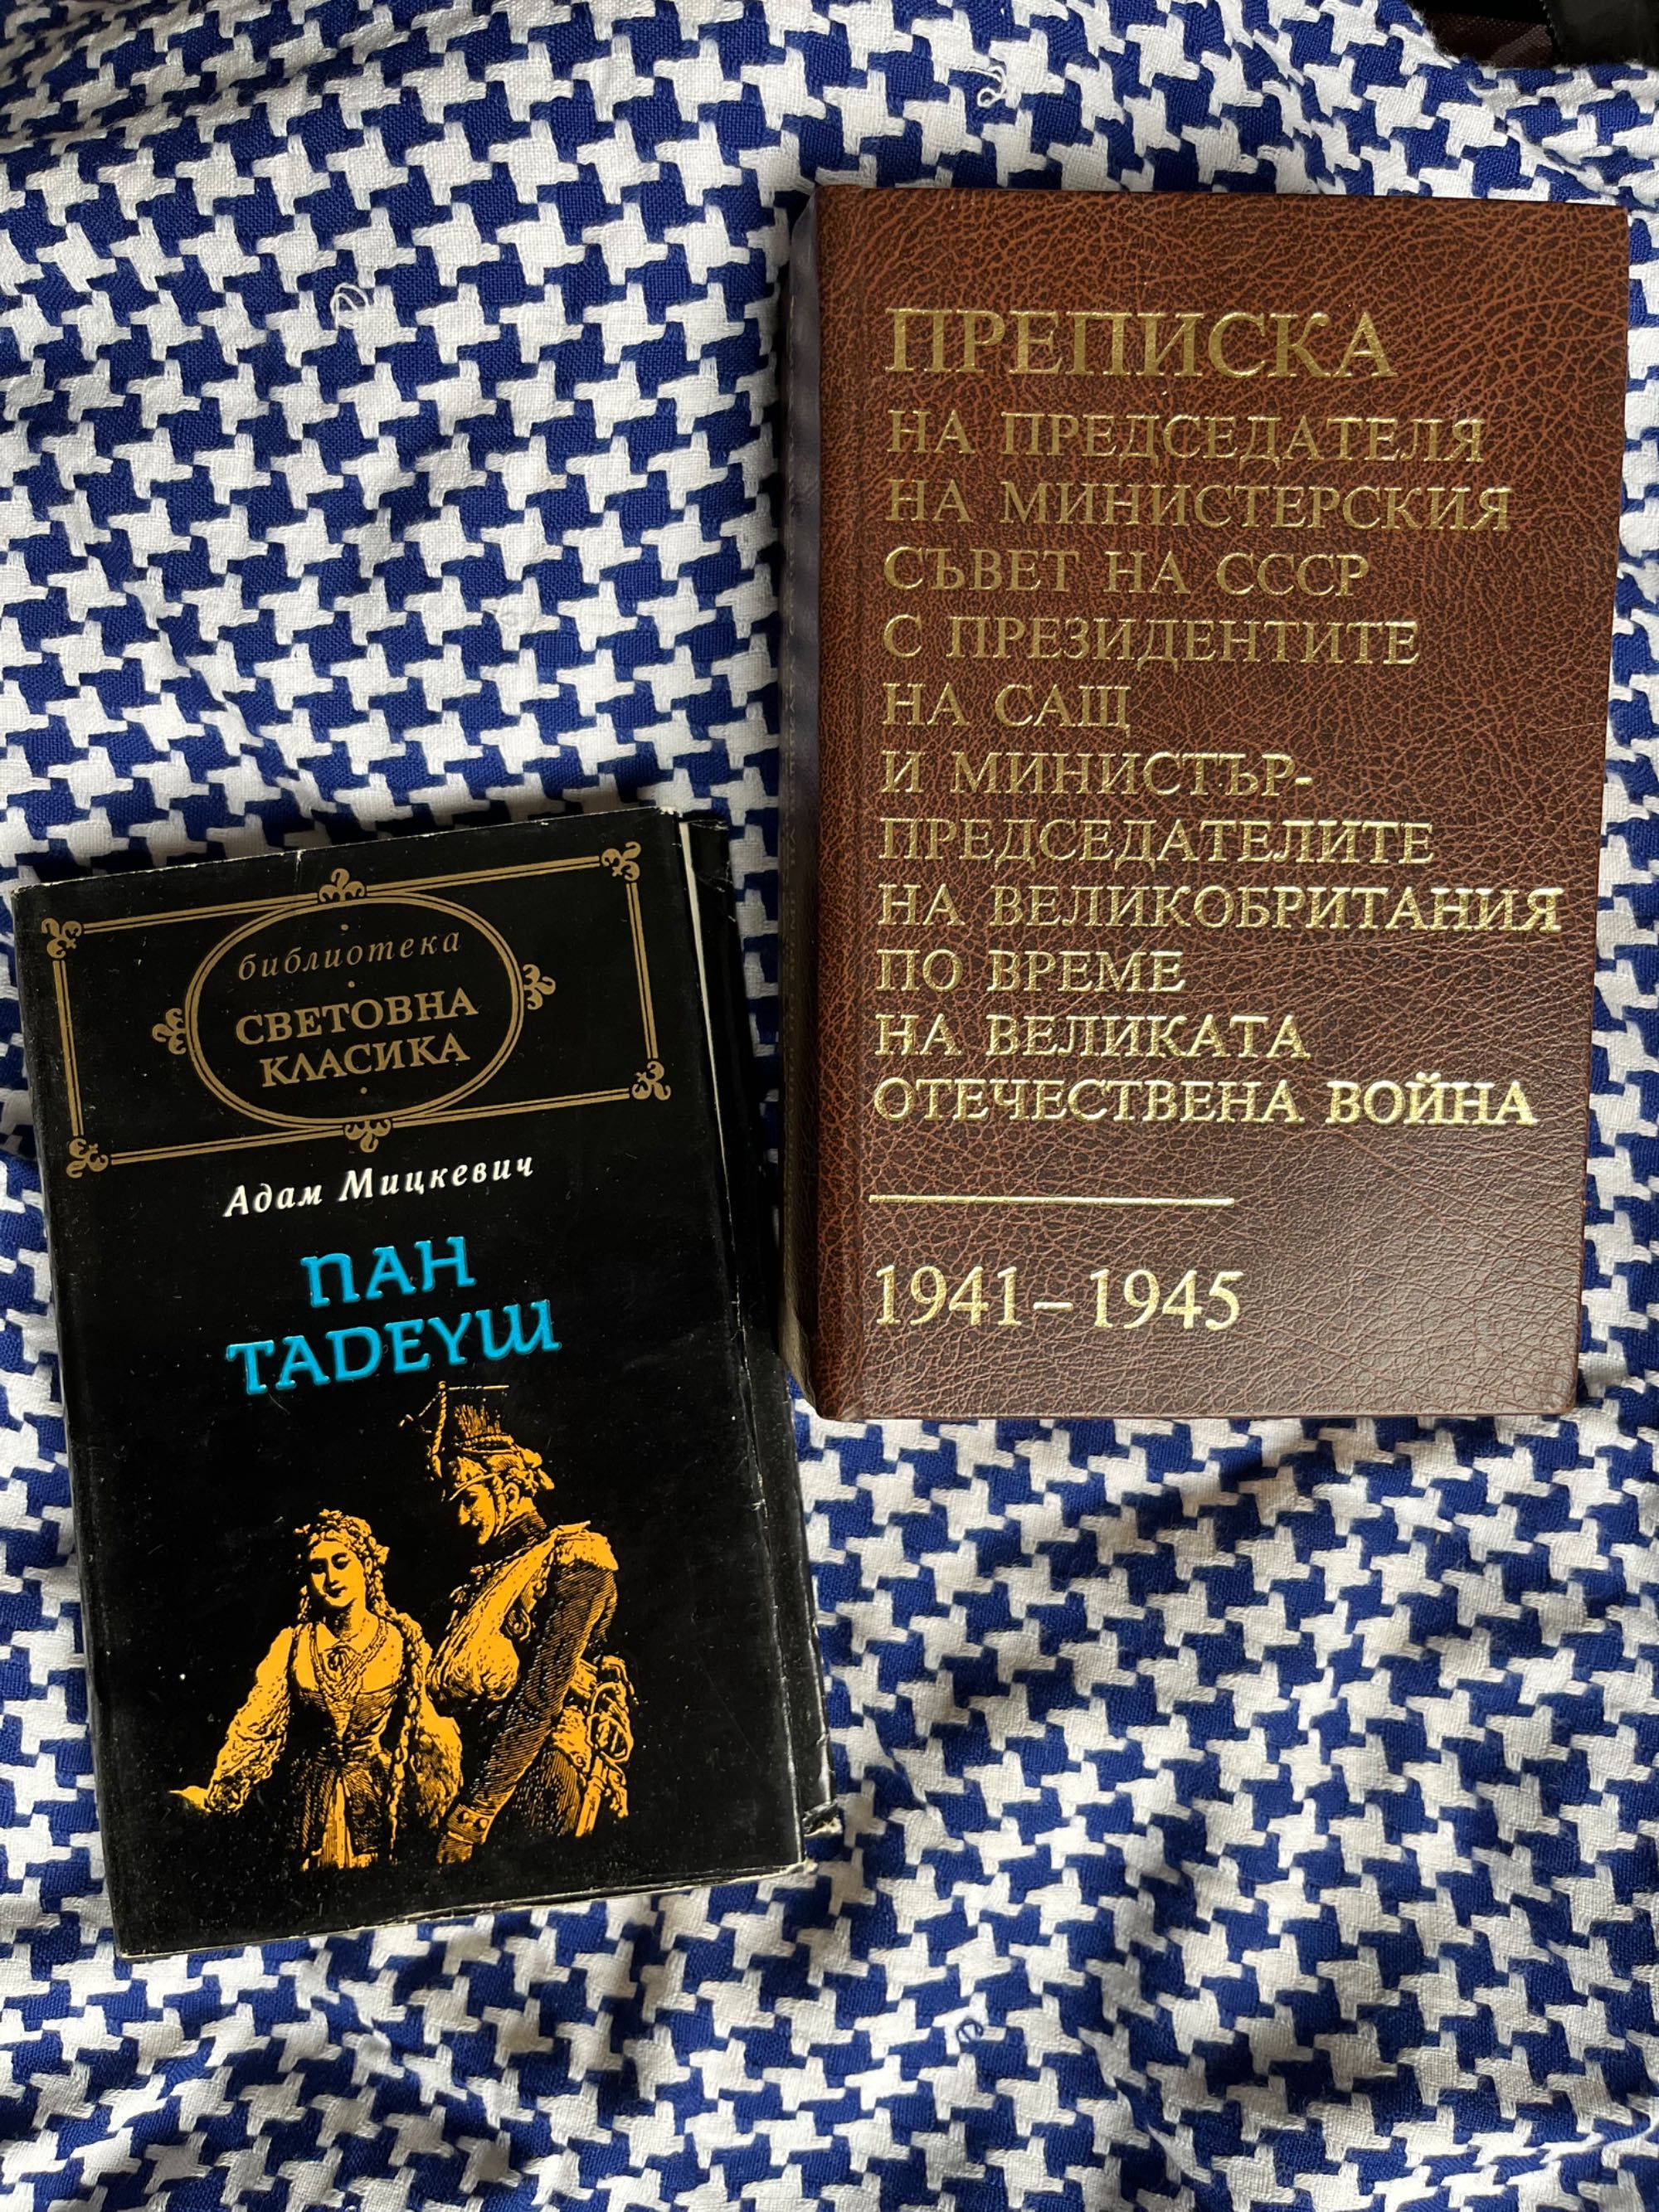 библиотека
СВЕТОВНА
КЛАСИКА
Адам Мицкевич
ПАН
ТАДЕУШ
ПРЕПИСКА
НА ПРЕДСЕДАТЕЛЯ
НА МИНИСТЕРСКИЯ
СЪВЕТ НА СССР
С ПРЕЗИДЕНТИТЕ
НА САЩ
И МИНИСТЪР-
ПРЕДСЕДАТЕЛИТЕ
НА ВЕЛИКОБРИТАНИЯ
ПО ВРЕМЕ
НА ВЕЛИКАТА
ОТЕЧЕСТВЕНА ВОЙНА
1941–1945